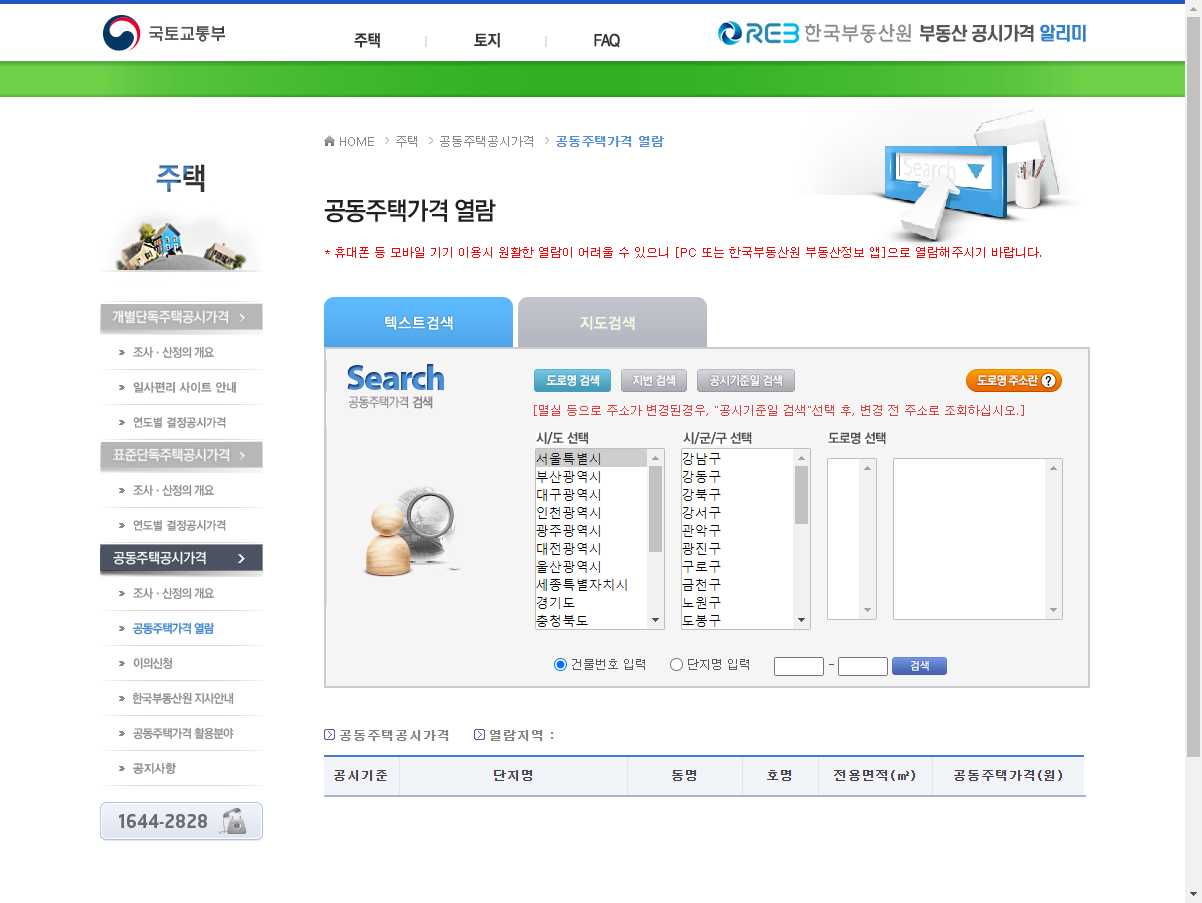 국토교통부
주택
토지
FAQ
REB 한국부동산원 부동산 공시가격 알리미
HOME > 주택 > 공동주택공시가격 > 공동주택가격 열람
Search
주택
공동주택가격 열람
* 휴대폰 등 모바일 기기 이용시 원활한 열람이 어려울 수 있으니 [PC 또는 한국부동산원 부동산정보 앱]으로 열람해주시기 바랍니다.
개별단독주택공시가격
조사ㆍ산정의 개요
일사편리 사이트 안내
연도별 결정공시가격
표준단독주택공시가격
조사ㆍ산정의 개요
연도별 결정공시가격
공동주택공시가격
조사ㆍ산정의 개요
공동주택가격 열람
이의신청
한국부동산원 지사안내
공동주택가격 활용분야
공지사항
1644-2828
텍스트검색
지도검색
Search
공동주택가격 검색
도로명 검색
지번 검색
공시기준일 검색
도로명 주소란 ?
[멸실 등으로 주소가 변경된경우, "공시기준일 검색"선택 후, 변경 전 주소로 조회하십시오.]
시/도 선택
시/군/구 선택
도로명 선택
서울특별시
부산광역시
대구광역시
인천광역시
광주광역시
대전광역시
울산광역시
세종특별자치시
경기도
충청북도
강남구
강동구
강북구
강서구
관악구
광진구
구로구
금천구
노원구
도봉구
건물번호 입력
단지명 입력
-
검색
공동주택공시가격
열람지역 :
공시기준
단지명
동명
호명
전용면적(㎡)
공동주택가격(원)